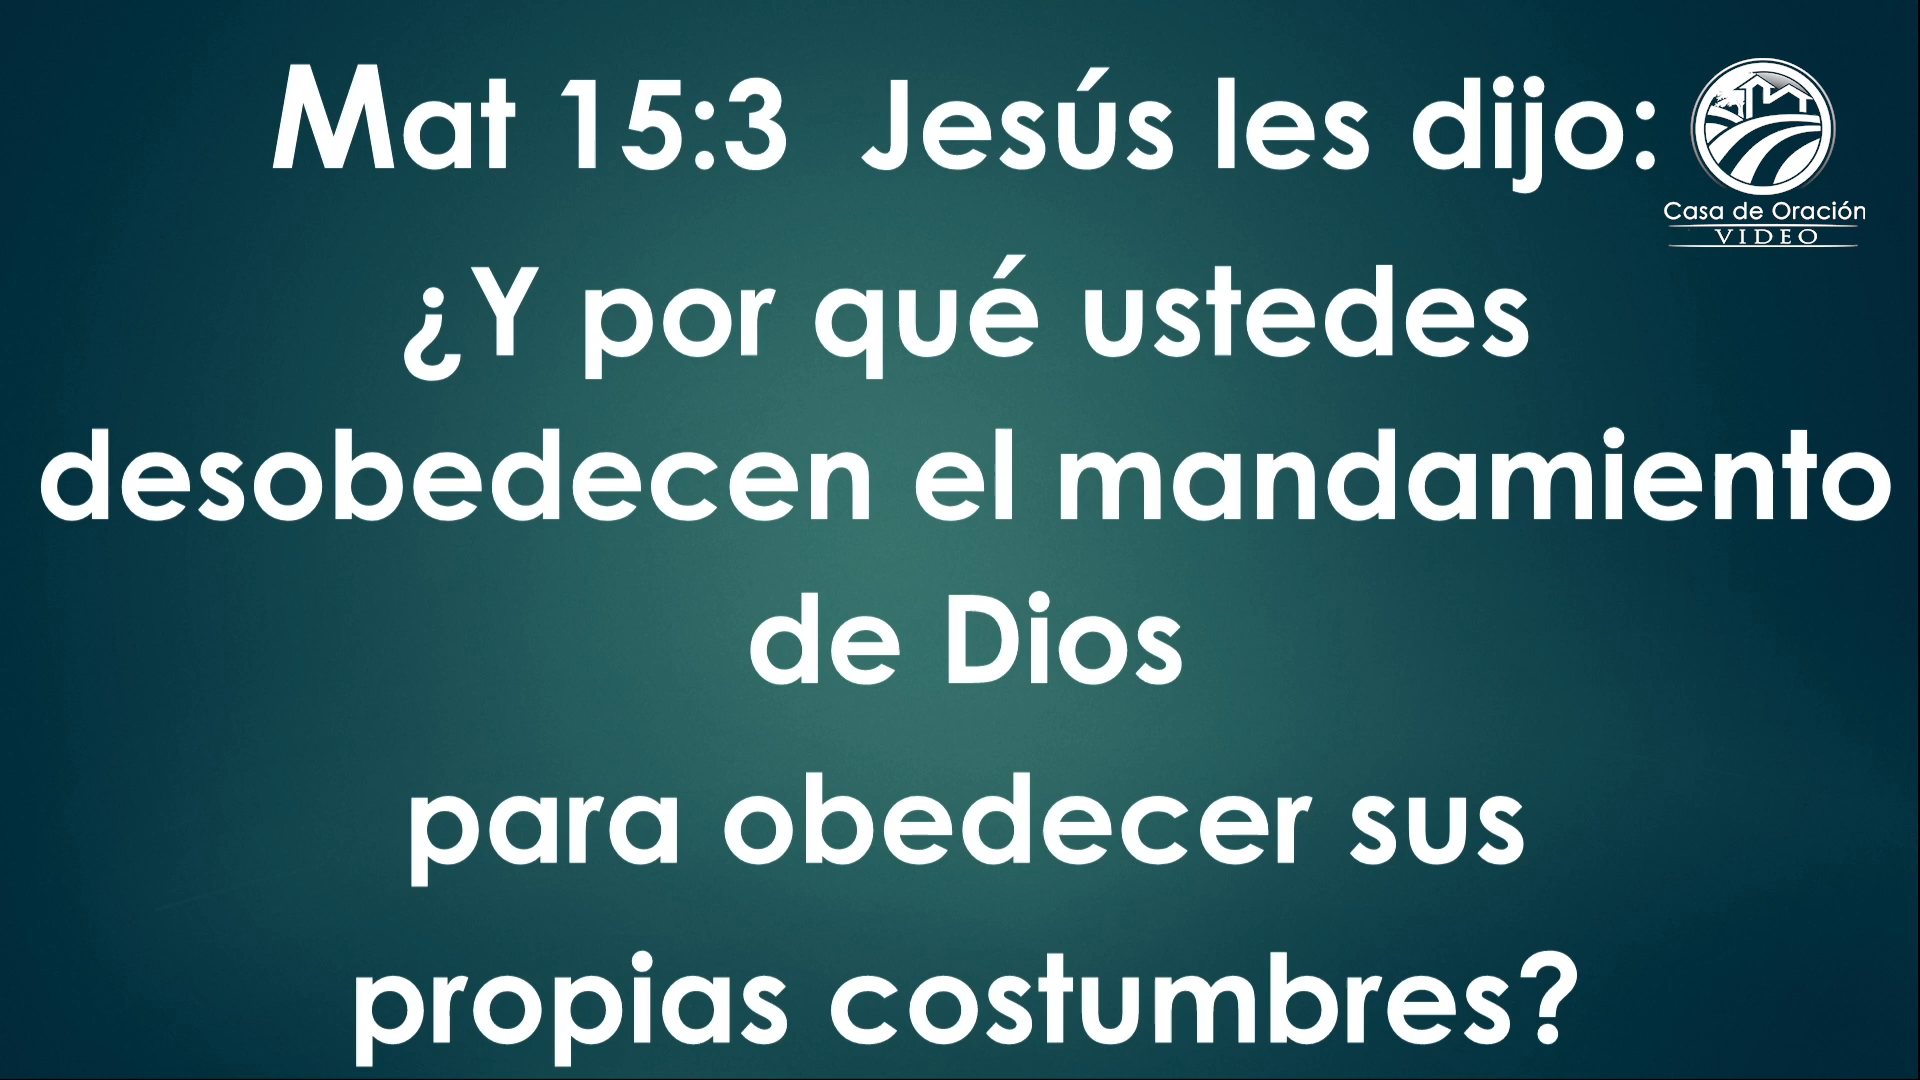 Mat 15:3  Jesús les dijo:
Casa de Oración
VIDEO
¿Y por qué ustedes
desobedecen el mandamiento
de Dios
para obedecer sus
propias costumbres?